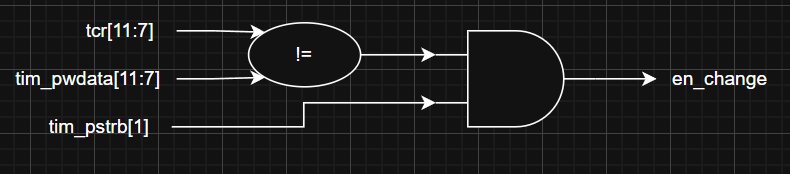 tcr[11:7]
!=
tim_pwdata[11:7]
en_change
tim_pstrb[1]